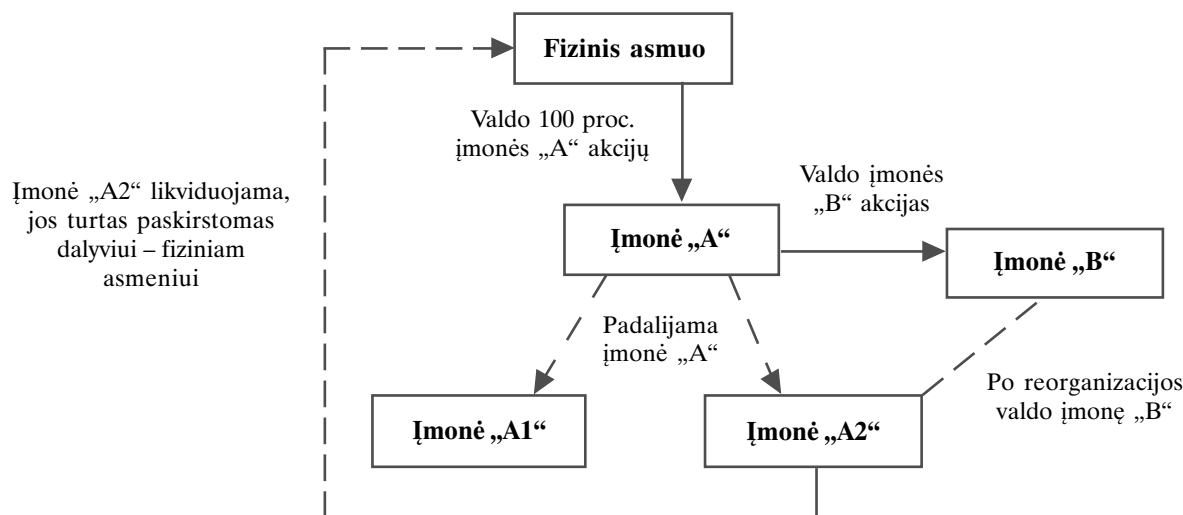 Fizinis asmuo
Valdo 100 proc.
įmonės „A“ akcijų
Įmonė „A2“ likviduojama,
jos turtas paskirstomas
dalyviui – fiziniam
asmeniui
Valdo įmonės
„B“ akcijas
Įmonė „A“
Įmonė „B“
Padalijama
įmonė „A“
Po reorganizacijos
valdo įmonę „B“
Įmonė „A1“
Įmonė „A2“